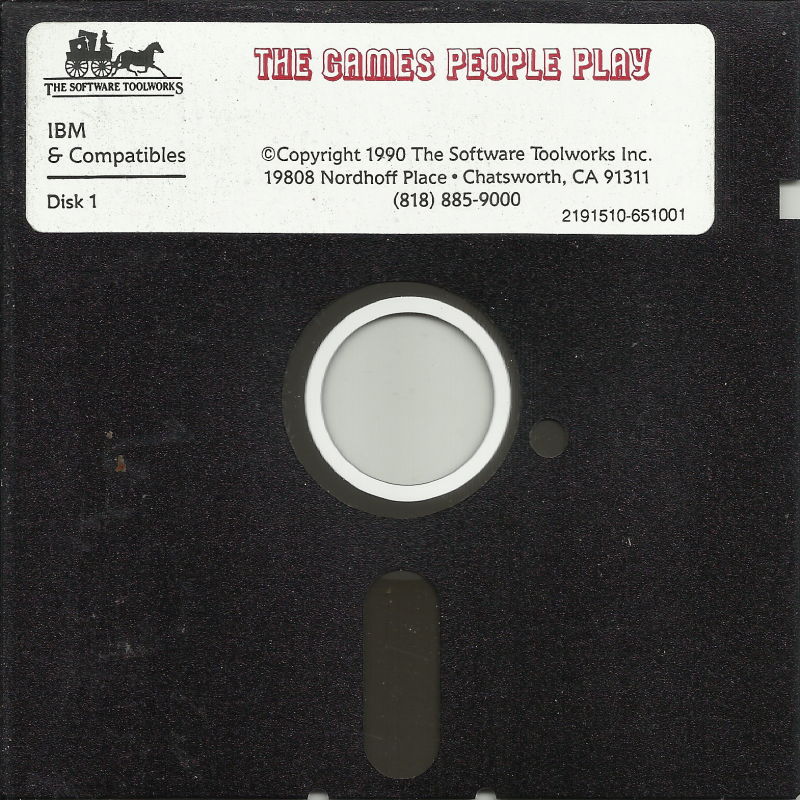 THE SOFTWARE TOOLWORKS
THE GAMES PEOPLE PLAY
IBM
& Compatibles
Disk 1
©Copyright 1990 The Software Toolworks Inc.
19808 Nordhoff Place • Chatsworth, CA 91311
(818) 885-9000
2191510-651001